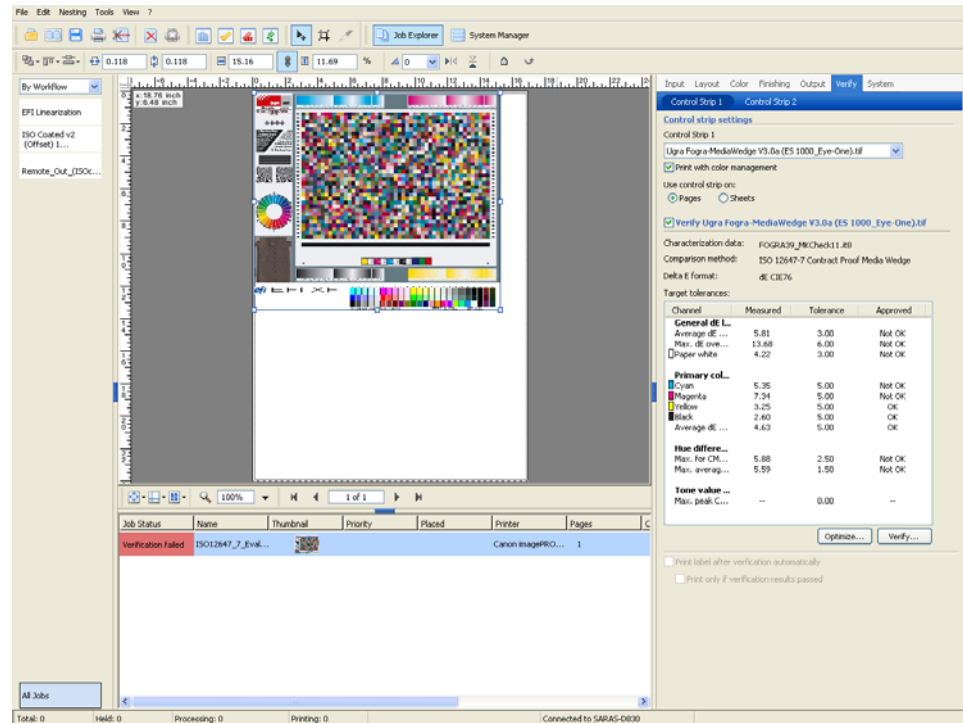 File Edit Nesting Tools View ?
Job Explorer System Manager
0.118 0.118 15.16 11.69 % 0
By Workflow
EFI Linearization
ISO Coated v2
(Offset) 1...
Remote_Out_(ISOc...
All Jobs
x:18.76 inch
y:6.48 inch
efi
100% 1 of 1
Job Status Name Thumbnail Priority Placed Printer Pages C
Verification Failed ISO12647_7_Eval... Canon imagePRO... 1
Input Layout Color Finishing Output Verify System
Control Strip 1 Control Strip 2
Control strip settings
Control Strip 1
Ugra Fogra-MediaWedge V3.0a (ES 1000_Eye-One).tif
Print with color management
Use control strip on:
Pages Sheets
Verify Ugra Fogra-MediaWedge V3.0a (ES 1000_Eye-One).tif
Characterization data: FOGRA39_MKCheck11.it8
Comparison method: ISO 12647-7 Contract Proof Media Wedge
Delta E format: dE CIE76
Target tolerances:
Channel Measured Tolerance Approved
General dE l...
Average dE ... 5.81 3.00 Not OK
Max. dE ove... 13.68 6.00 Not OK
Paper white 4.22 3.00 Not OK
Primary col...
Cyan 5.35 5.00 Not OK
Magenta 7.34 5.00 Not OK
Yellow 3.25 5.00 OK
Black 2.60 5.00 OK
Average dE ... 4.63 5.00 OK
Hue differe...
Max. for CM... 5.88 2.50 Not OK
Max. averag... 5.59 1.50 Not OK
Tone value ...
Max. peak C... -- 0.00 --
Optimize... Verify...
Print label after verfication automatically
Print only if verification results passed
Total: 0 Held: 0 Processing: 0 Printing: 0 Connected to SARAS-D830